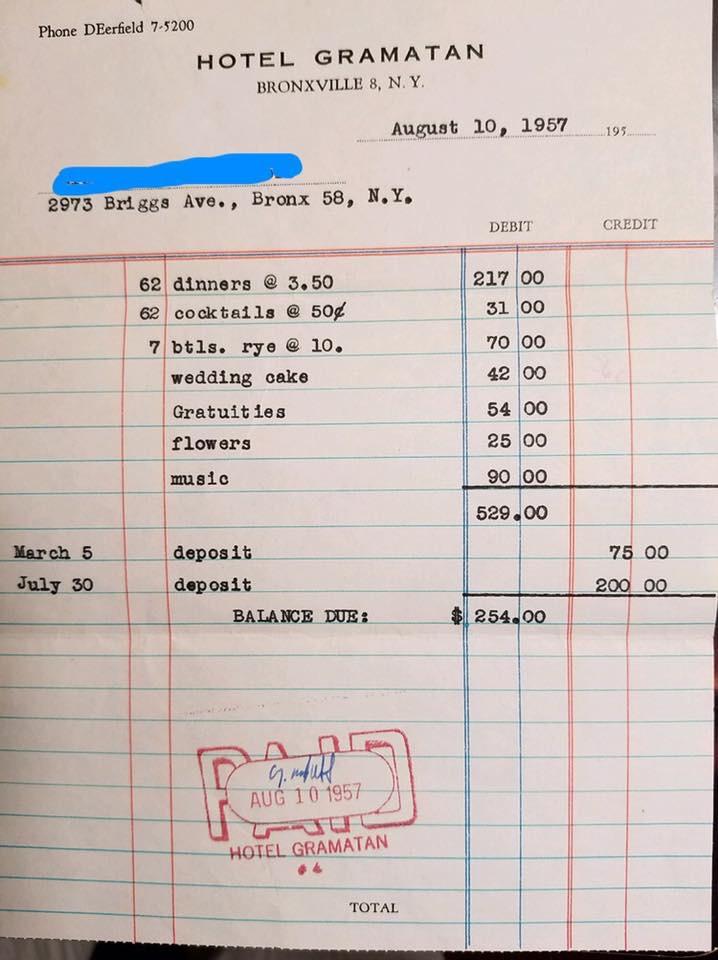 Phone DEerfield 7-5200
HOTEL GRAMATAN
BRONXVILLE 8, N. Y.
August 10, 1957 195
2973 Briggs Ave., Bronx 58, N.Y.
DEBIT CREDIT
62 dinners @ 3.50 217 00
62 cocktails @ 50¢ 31 00
7 btls. rye @ 10. 70 00
wedding cake 42 00
Gratuities 54 00
flowers 25 00
music 90 00
529.00
March 5 deposit 75 00
July 30 deposit 200 00
BALANCE DUE: $ 254.00
PAID
AUG 10 1957
HOTEL GRAMATAN
TOTAL